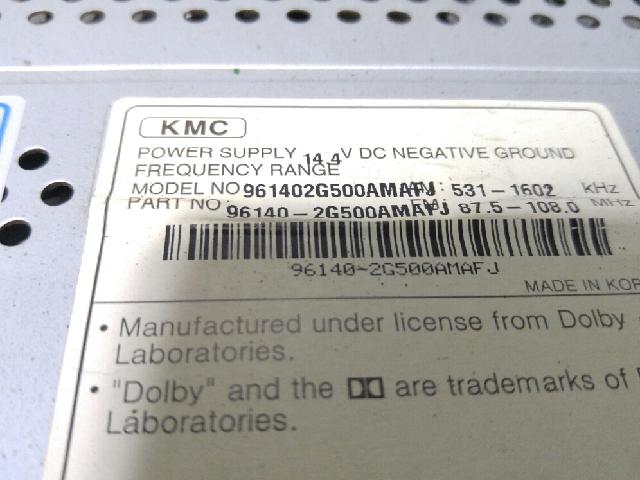 KMC
POWER SUPPLY 14.4V DC NEGATIVE GROUND
FREQUENCY RANGE
MODEL NO 961402G500AMAFJ : 531-1602 kHz
PART NO : 96140-2G500AMAFJ 87.5-108.0 MHz
96140-2G500AMAFJ
MADE IN KOR
• Manufactured under license from Dolby
Laboratories.
• "Dolby" and the are trademarks of
Laboratories.